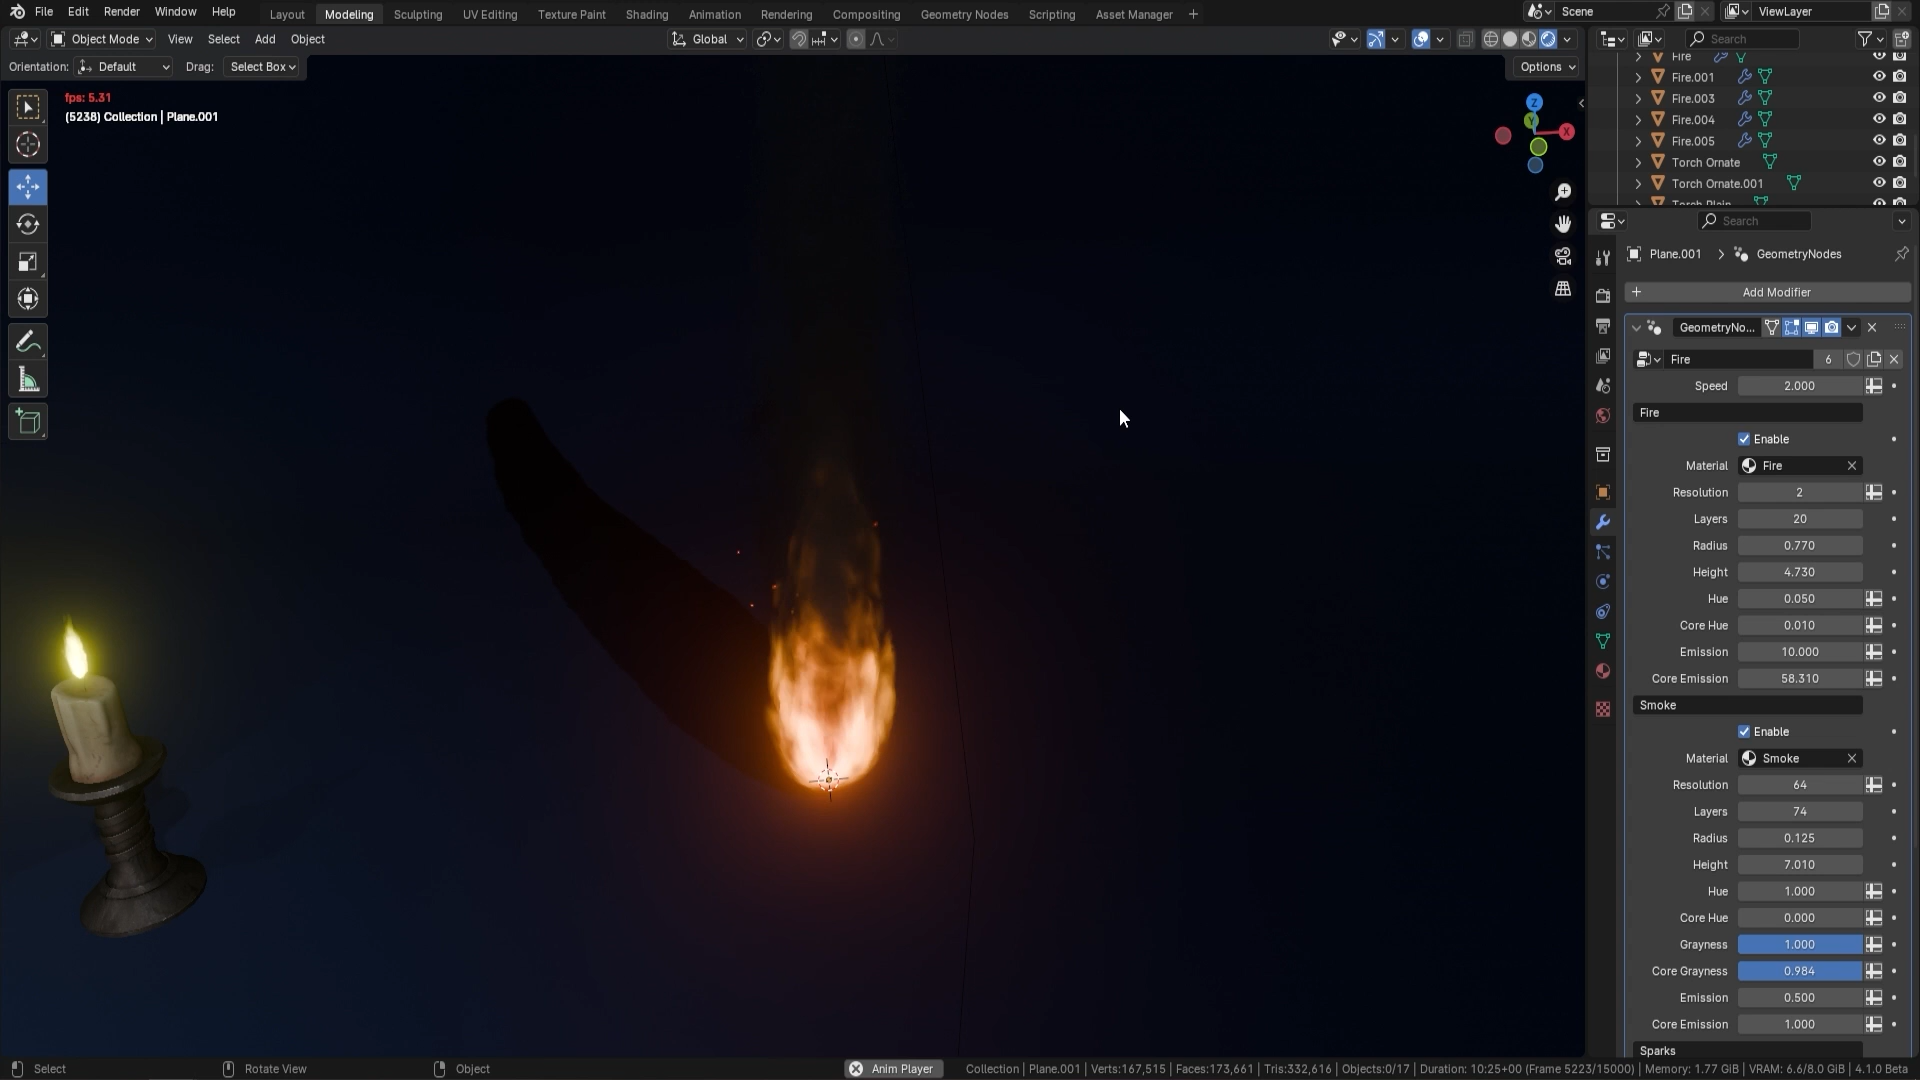 File Edit Render Window Help Layout Modeling Sculpting UV Editing Texture Paint Shading Animation Rendering Compositing Geometry Nodes Scripting Asset Manager + Scene ViewLayer
Object Mode View Select Add Object Global Search
Orientation: Default Drag: Select Box Options
Fire
fps: 5.31
(5238) Collection | Plane.001
Z
Y
X
Fire.001
Fire.003
Fire.004
Fire.005
Torch Ornate
Torch Ornate.001
Torch Plain
Search
Plane.001 > GeometryNodes
+ Add Modifier
GeometryNo...
Fire 6
Speed 2.000
Fire
Enable
Material Fire
Resolution 2
Layers 20
Radius 0.770
Height 4.730
Hue 0.050
Core Hue 0.010
Emission 10.000
Core Emission 58.310
Smoke
Enable
Material Smoke
Resolution 64
Layers 74
Radius 0.125
Height 7.010
Hue 1.000
Core Hue 0.000
Grayness 1.000
Core Grayness 0.984
Emission 0.500
Core Emission 1.000
Sparks
Select Rotate View Object Anim Player Collection | Plane.001 | Verts:167,515 | Faces:173,661 | Tris:332,616 | Objects:0/17 | Duration: 10:25+00 (Frame 5223/15000) | Memory: 1.77 GiB | VRAM: 6.6/8.0 GiB | 4.1.0 Beta